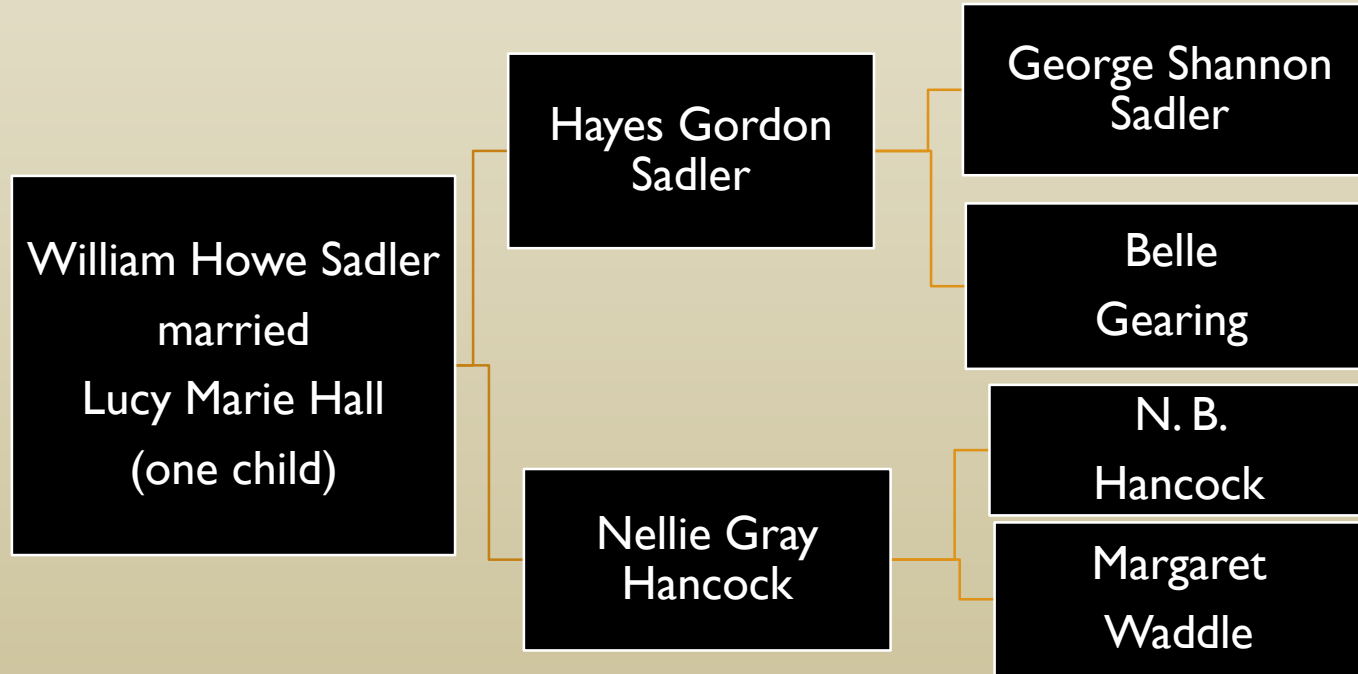 William Howe Sadler
married
Lucy Marie Hall
(one child)
Hayes Gordon
Sadler
Nellie Gray
Hancock
George Shannon
Sadler
Belle
Gearing
N. B.
Hancock
Margaret
Waddle